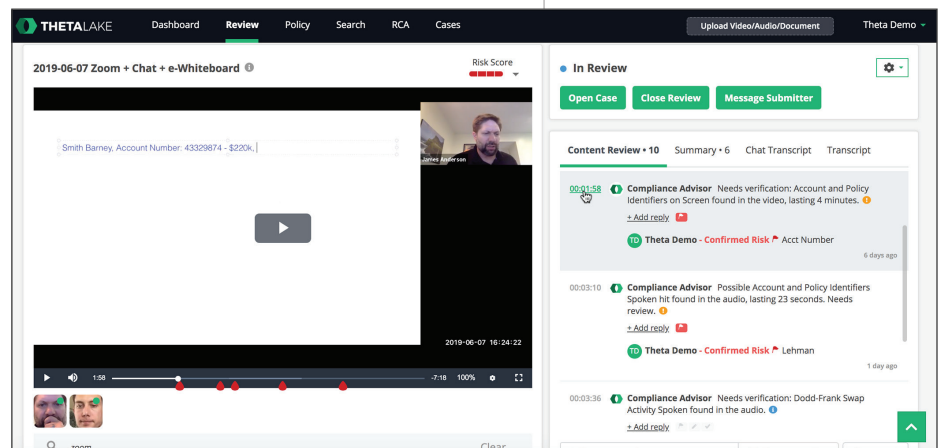 THETALAKE
Dashboard
Review
Policy
Search
RCA
Cases
Upload Video/Audio/Document
Theta Demo
2019-06-07 Zoom + Chat + e-Whiteboard
Risk Score
Smith Barney, Account Number: 43329874 - $220k,
James Anderson
2019-06-07 16:24:22
1:58
-7:18
100%
zoom
Clear
In Review
Open Case
Close Review
Message Submitter
Content Review • 10
Summary • 6
Chat Transcript
Transcript
00:01:58
Compliance Advisor Needs verification: Account and Policy
Identifiers on Screen found in the video, lasting 4 minutes.
+ Add reply
TD Theta Demo - Confirmed Risk Acct Number
6 days ago
00:03:10
Compliance Advisor Possible Account and Policy Identifiers
Spoken hit found in the audio, lasting 23 seconds. Needs
review.
+ Add reply
TD Theta Demo - Confirmed Risk Lehman
1 day ago
00:03:36
Compliance Advisor Needs verification: Dodd-Frank Swap
Activity Spoken found in the audio.
+ Add reply